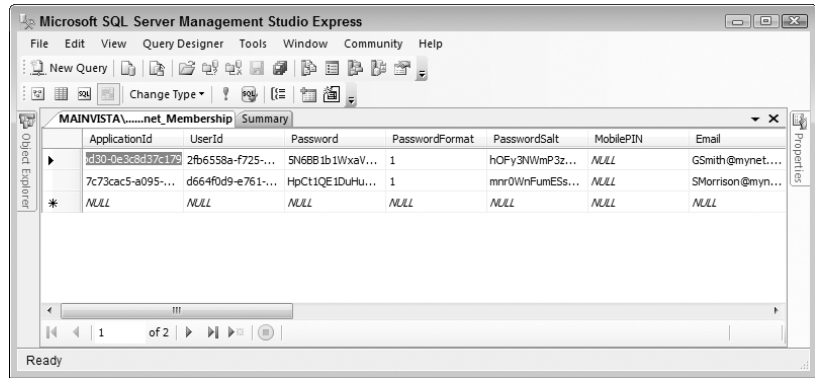 Microsoft SQL Server Management Studio Express
File Edit View Query Designer Tools Window Community Help
New Query
Change Type
MAINVISTA\......net_Membership Summary
Object Explorer
Properties
ApplicationId UserId Password PasswordFormat PasswordSalt MobilePIN Email
bd30-0e3c8d37c179 2fb6558a-f725-... 5N6BB1b1WxaV... 1 hOFy3NWmP3z... NULL GSmith@mynet....
7c73cac5-a095-... d664f0d9-e761-... HpCt1QE1DuHu... 1 mnr0WnFumESs... NULL SMorrison@myn...
NULL NULL NULL NULL NULL NULL NULL
1 of 2
Ready